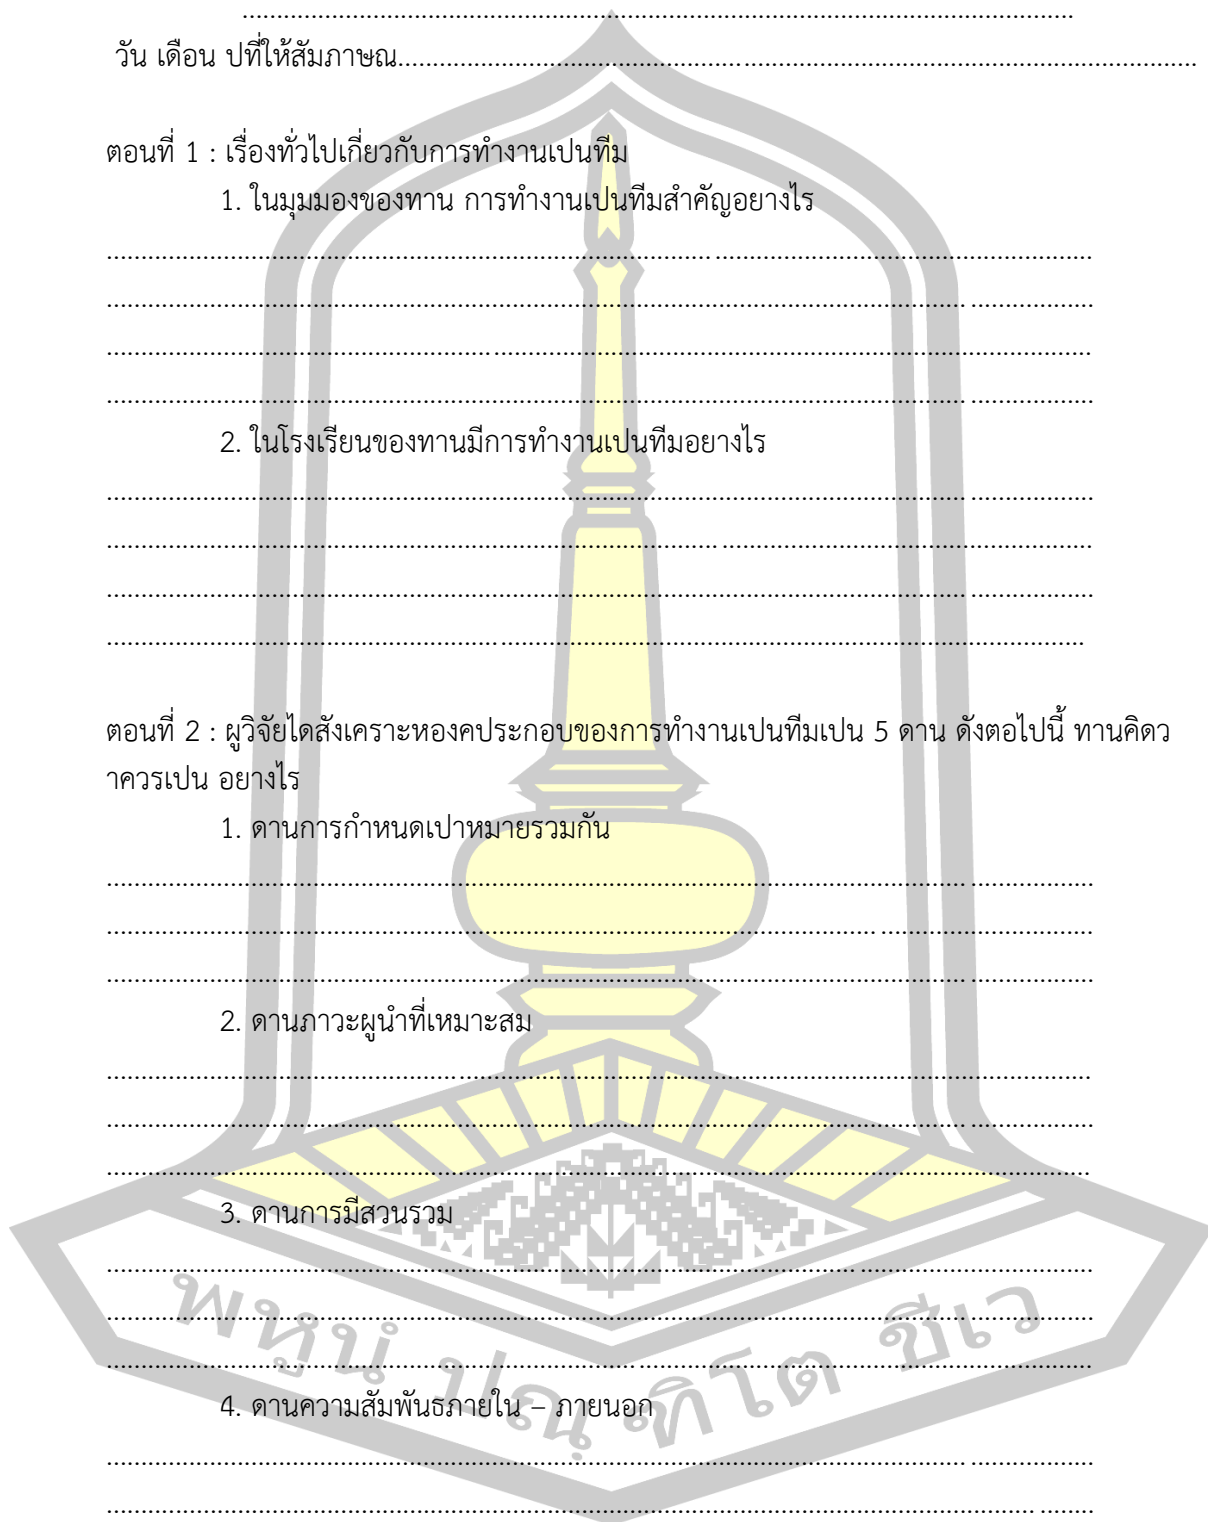 ........................................................................................................................
วัน เดือน ปที่ใหสัมภาษณ...................................................................................................................
ตอนที่ 1 : เรื่องทั่วไปเกี่ยวกับการทำงานเปนทีม
1. ในมุมมองของทาน การทำงานเปนทีมสำคัญอยางไร
..............................................................................................................................................
..............................................................................................................................................
..............................................................................................................................................
..............................................................................................................................................
2. ในโรงเรียนของทานมีการทำงานเปนทีมอยางไร
..............................................................................................................................................
..............................................................................................................................................
..............................................................................................................................................
..............................................................................................................................................
ตอนที่ 2 : ผูวิจัยไดสังเคราะหองคประกอบของการทำงานเปนทีมเปน 5 ดาน ดังตอไปนี้ ทานคิดว
าควรเปน อยางไร
1. ดานการกำหนดเปาหมายรวมกัน
..............................................................................................................................................
..............................................................................................................................................
..............................................................................................................................................
2. ดานภาวะผูนำที่เหมาะสม
..............................................................................................................................................
..............................................................................................................................................
..............................................................................................................................................
3. ดานการมีสวนรวม
..............................................................................................................................................
..............................................................................................................................................
..............................................................................................................................................
4. ดานความสัมพันธภายใน – ภายนอก
..............................................................................................................................................
..............................................................................................................................................
พหูนํ ปณฺฑิโต ชีเว